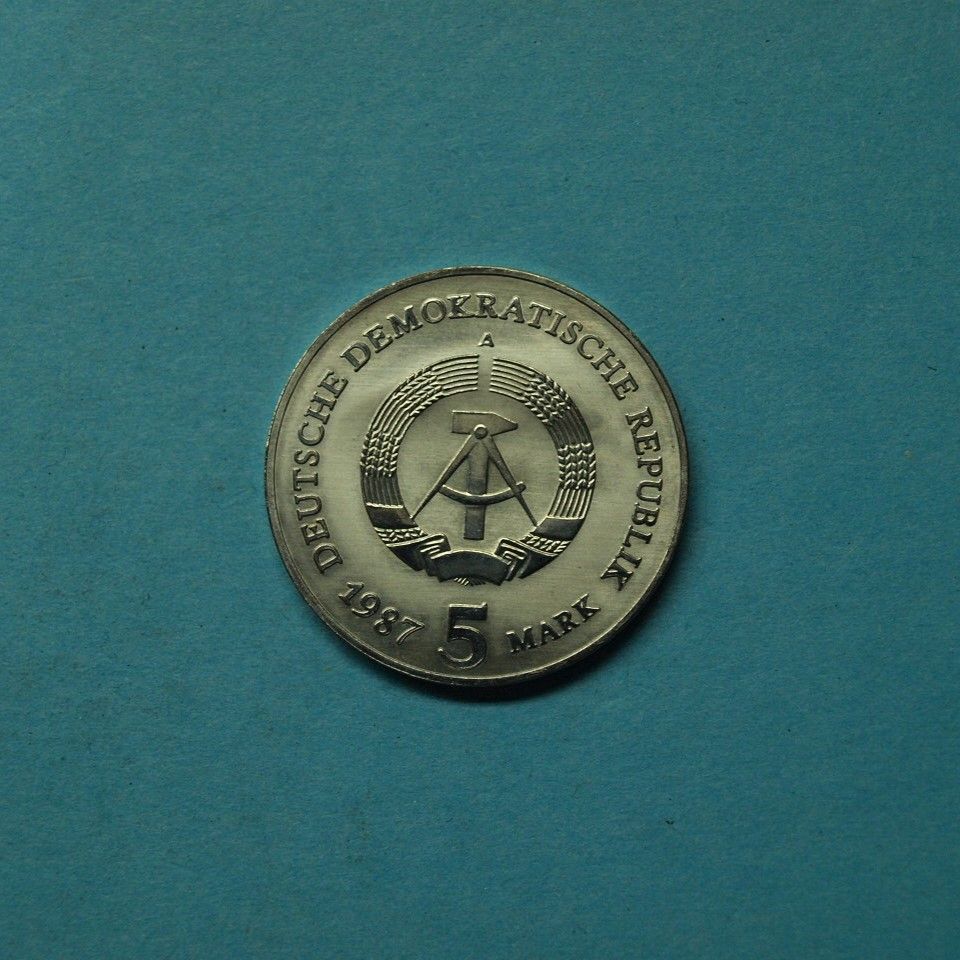 DEUTSCHE DEMOKRATISCHE REPUBLIK
A
1987 5 MARK